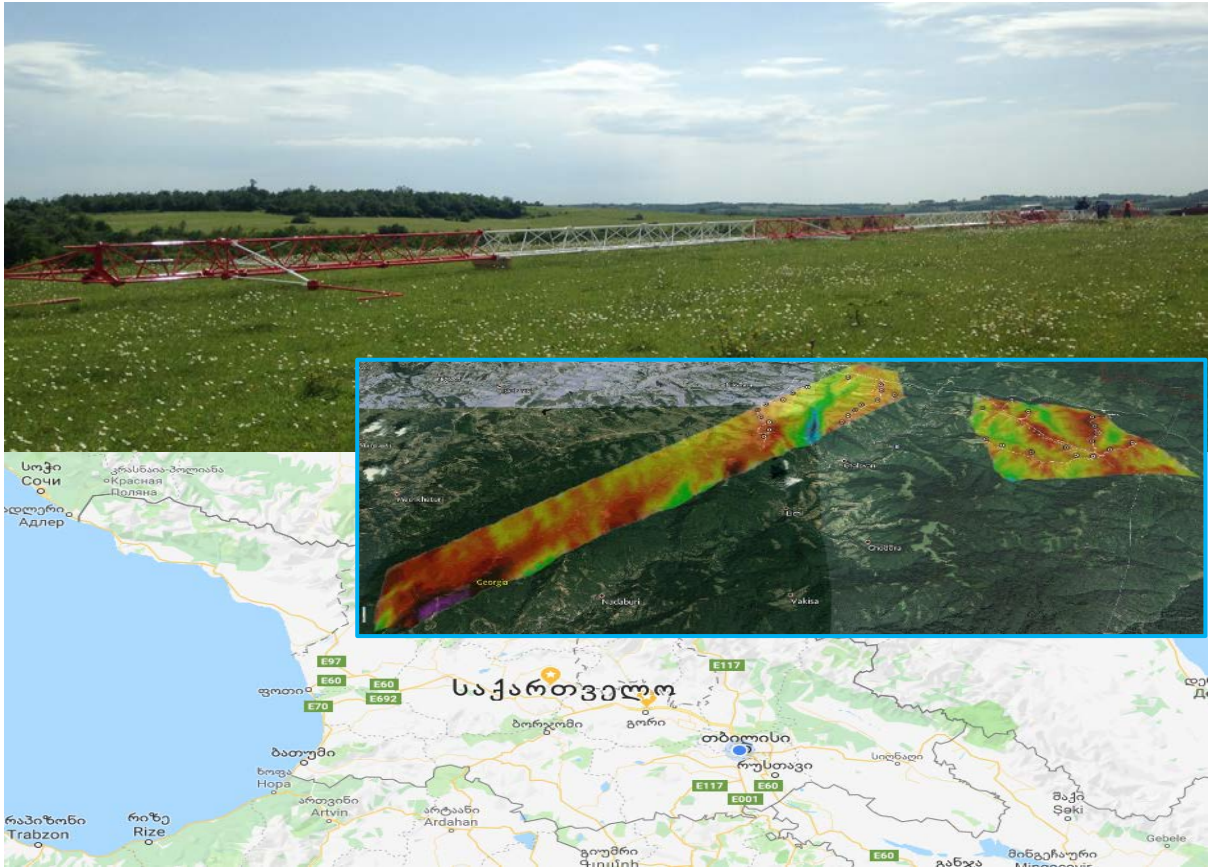 Georgia
Nadaburi
Vakisa
სოჭი
Сочи
კრასნაია-პოლიანა
Красная
Поляна
ადლერი
Адлер
E97
E60
E60
E692
E70
E117
ფოთი
საქართველო
ბორჯომი
გორი
თბილისი
რუსთავი
სიღნაღი
ბათუმი
ხოფა
Hopa
ართვინი
Artvin
არტაანი
Ardahan
E117
E60
E001
შაქი
Şəki
რიზე
Rize
Trabzon
გიუმრი
E60
განჯა
მინგეჩაური
Gebele